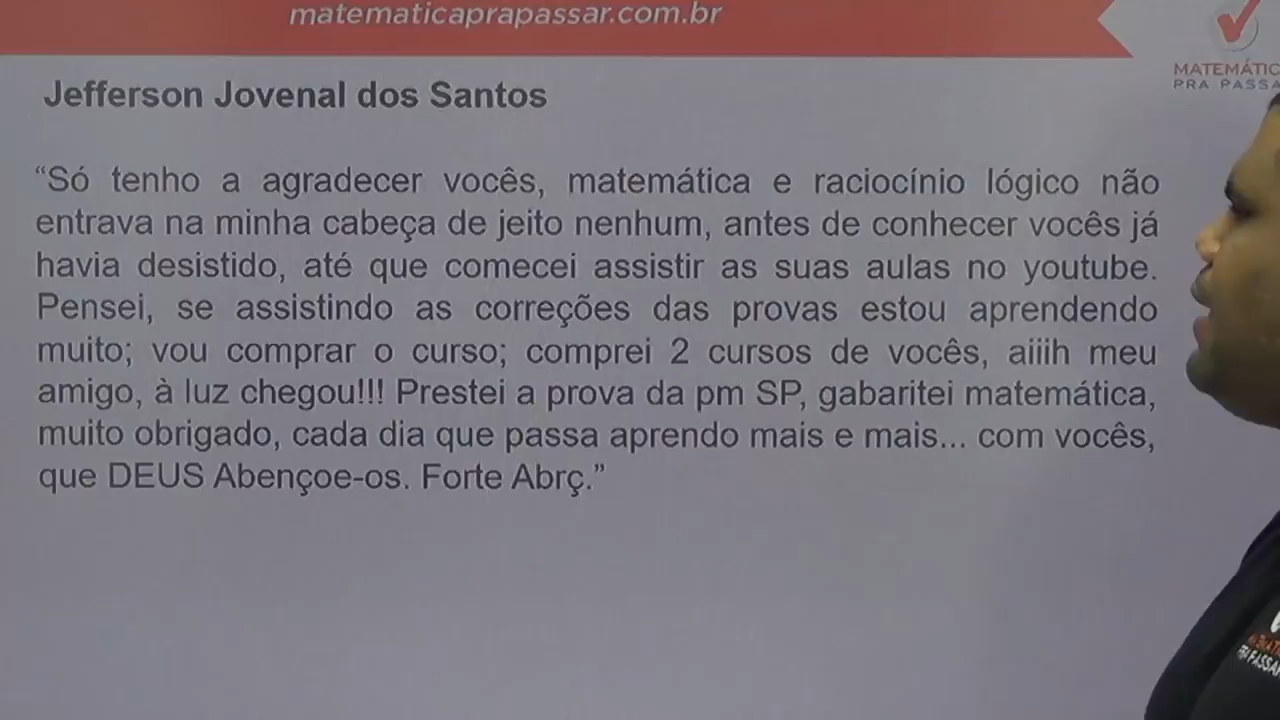 matematicaprapassar.com.br
MATEMÁTIC
PRA PASSA
Jefferson Jovenal dos Santos
“Só tenho a agradecer vocês, matemática e raciocínio lógico não
entrava na minha cabeça de jeito nenhum, antes de conhecer vocês já
havia desistido, até que comecei assistir as suas aulas no youtube.
Pensei, se assistindo as correções das provas estou aprendendo
muito; vou comprar o curso; comprei 2 cursos de vocês, aiiih meu
amigo, à luz chegou!!! Prestei a prova da pm SP, gabaritei matemática,
muito obrigado, cada dia que passa aprendo mais e mais... com vocês,
que DEUS Abençoe-os. Forte Abrç.”